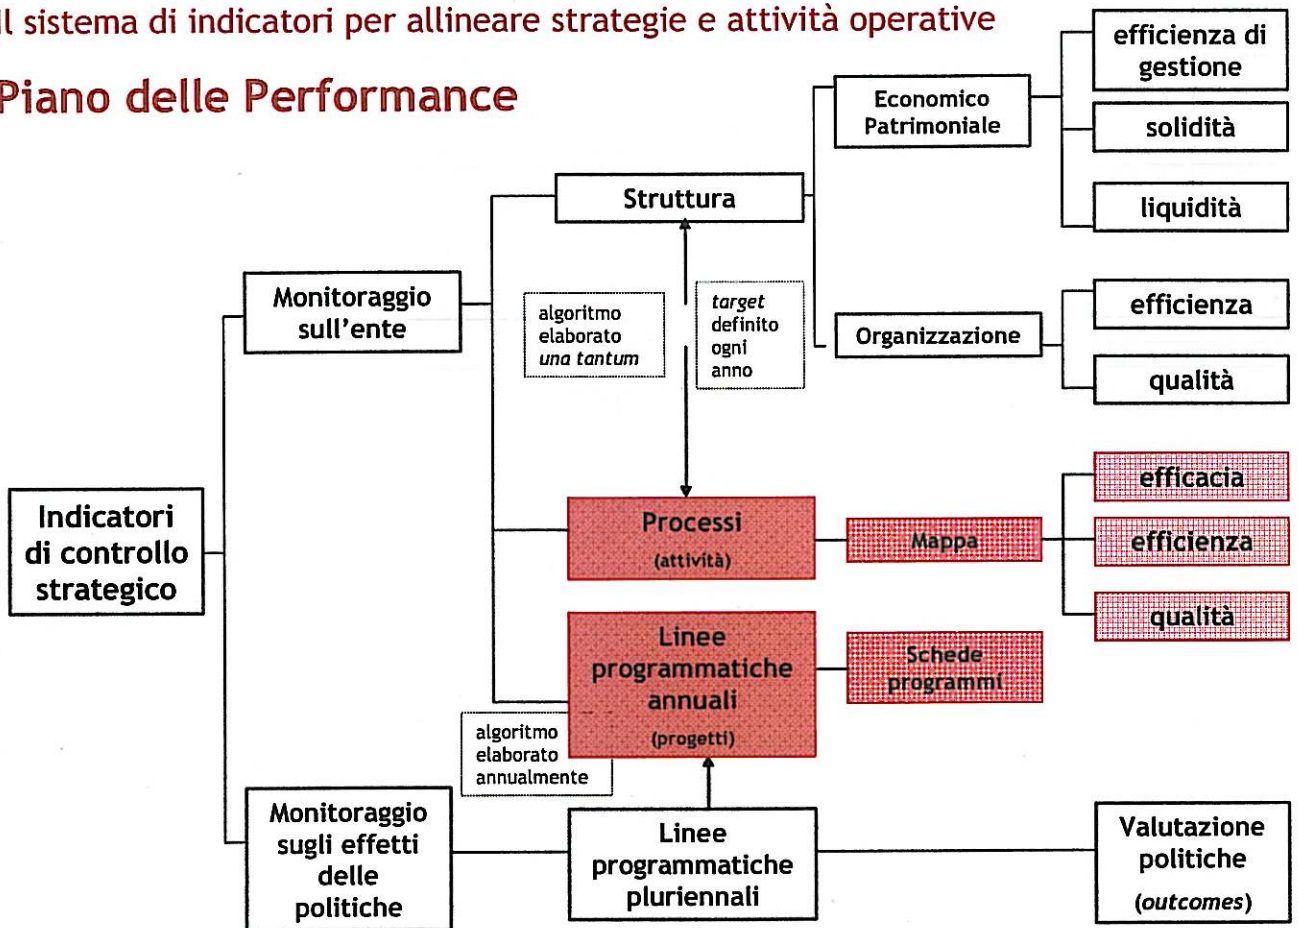 Il sistema di indicatori per allineare strategie e attività operative
Piano delle Performance
efficienza di
gestione
Economico
Patrimoniale
solidità
liquidità
Struttura
Monitoraggio
sull'ente
algoritmo
elaborato
una tantum
target
definito
ogni
anno
Organizzazione
efficienza
qualità
Indicatori
di controllo
strategico
Processi
(attività)
Mappa
efficacia
efficienza
qualità
Linee
programmatiche
annuali
(progetti)
Schede
programmi
algoritmo
elaborato
annualmente
Monitoraggio
sugli effetti
delle
politiche
Linee
programmatiche
pluriennali
Valutazione
politiche
(outcomes)